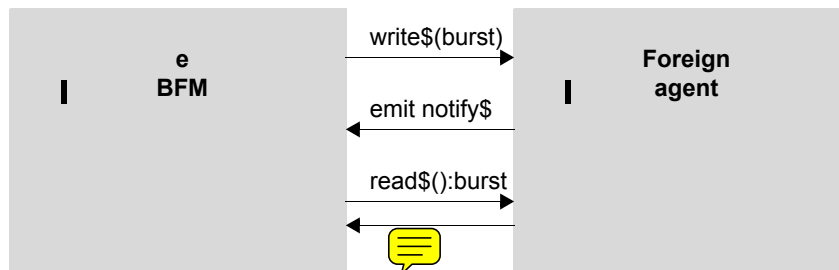 e
BFM
write$(burst)
Foreign
agent
emit notify$
read$():burst